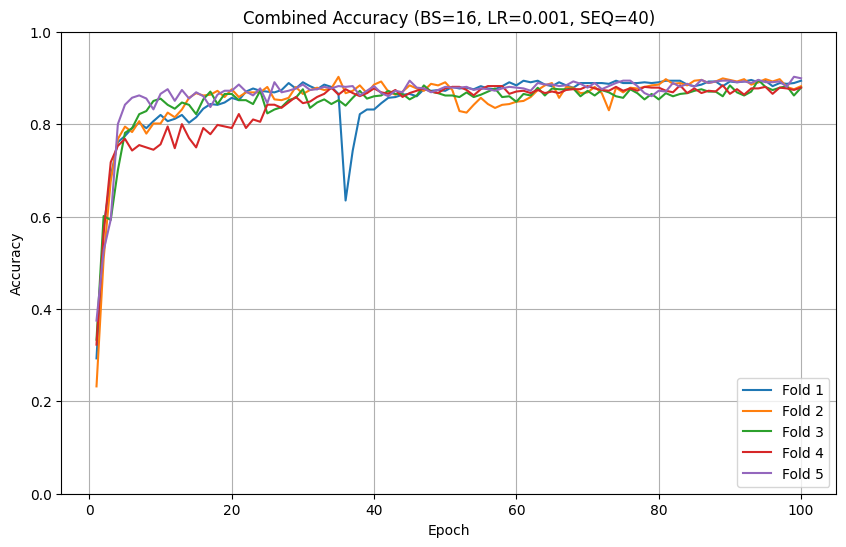 Combined Accuracy (BS=16, LR=0.001, SEQ=40)
1.0
0.8
0.6
0.4
0.2
0.0
Accuracy
0 20 40 60 80 100
Epoch
Fold 1
Fold 2
Fold 3
Fold 4
Fold 5